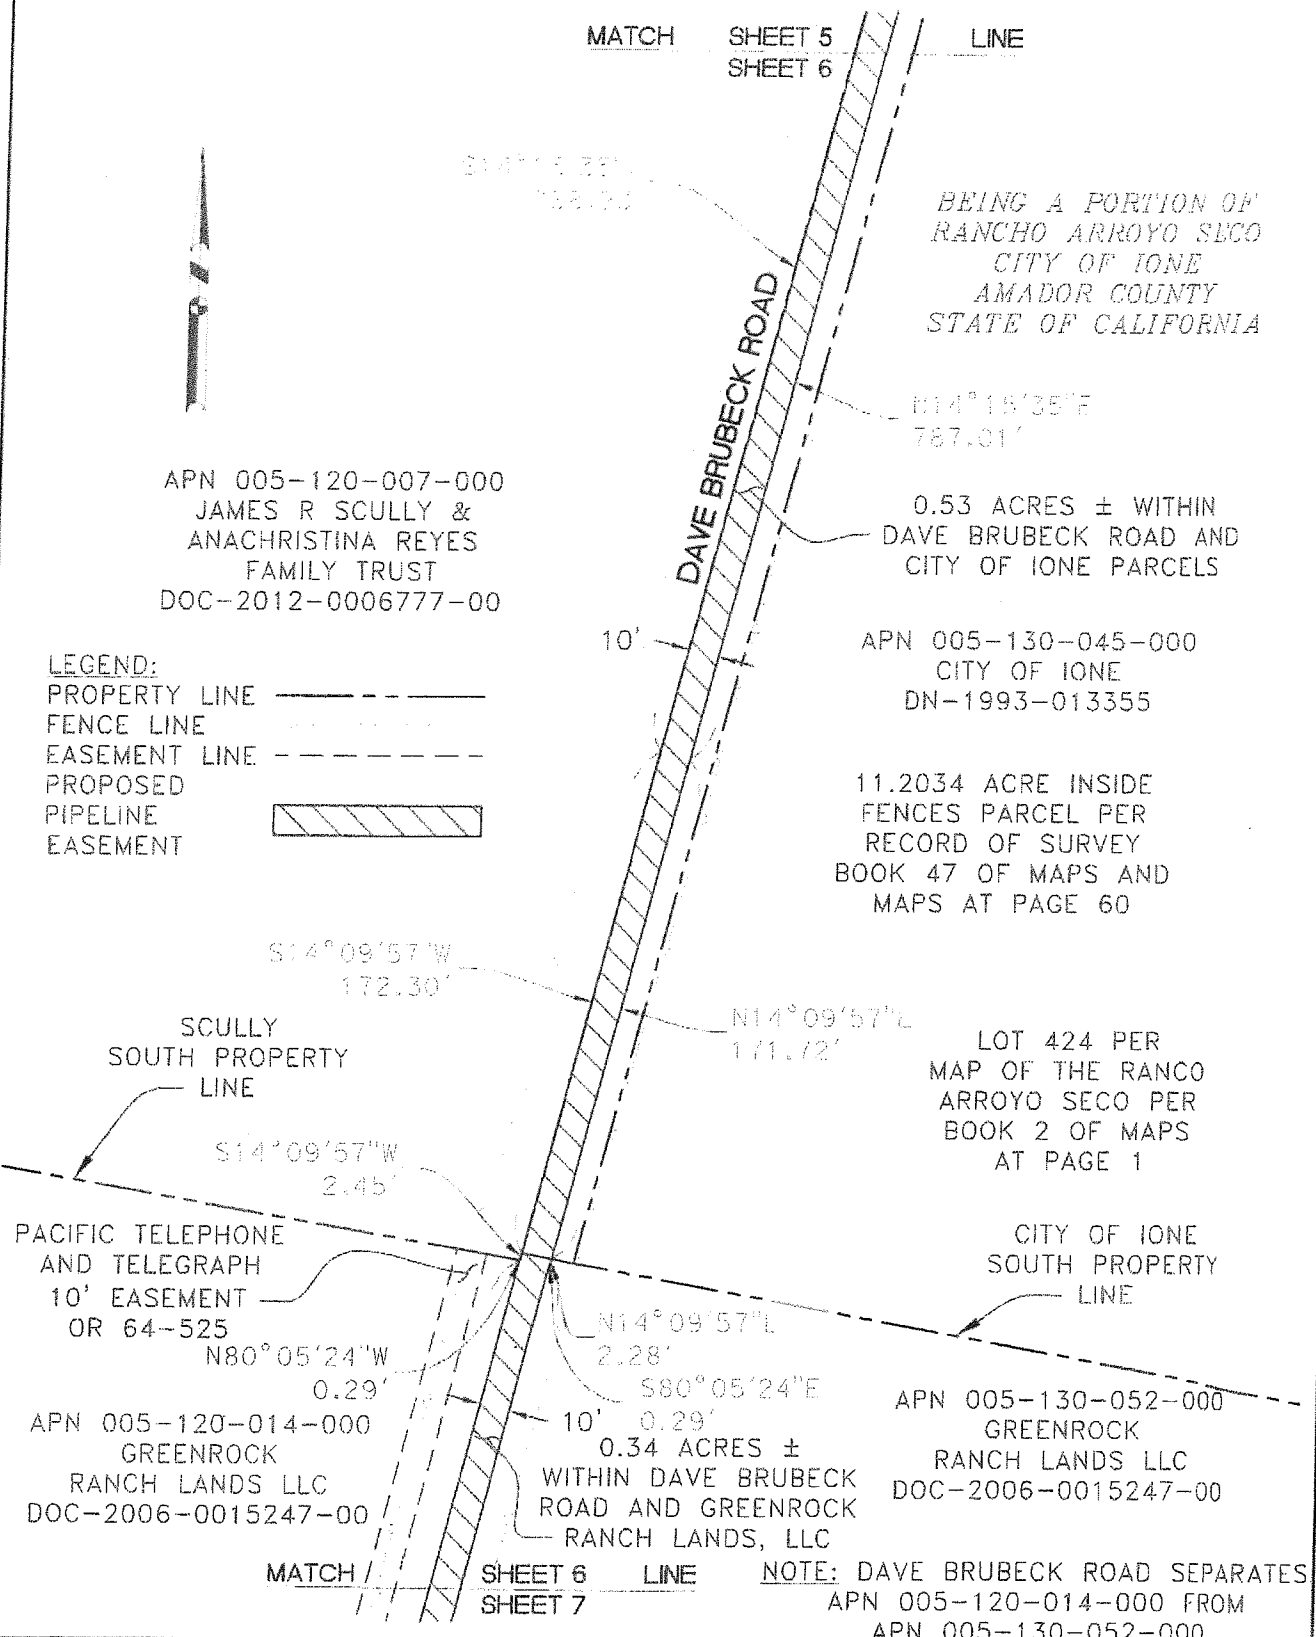 MATCH SHEET 5 LINE
SHEET 6
BEING A PORTION OF
RANCHO ARROYO SECO
CITY OF IONE
AMADOR COUNTY
STATE OF CALIFORNIA
DAVE BRUBECK ROAD
N14°15'35"E
787.01'
APN 005-120-007-000
JAMES R SCULLY &
ANACHRISTINA REYES
FAMILY TRUST
DOC-2012-0006777-00
0.53 ACRES ± WITHIN
DAVE BRUBECK ROAD AND
CITY OF IONE PARCELS
10'
APN 005-130-045-000
CITY OF IONE
DN-1993-013355
LEGEND:
PROPERTY LINE
FENCE LINE
EASEMENT LINE
PROPOSED
PIPELINE
EASEMENT
11.2034 ACRE INSIDE
FENCES PARCEL PER
RECORD OF SURVEY
BOOK 47 OF MAPS AND
MAPS AT PAGE 60
S14°09'57"W
172.30'
N14°09'57"E
171.72'
SCULLY
SOUTH PROPERTY
LINE
LOT 424 PER
MAP OF THE RANCO
ARROYO SECO PER
BOOK 2 OF MAPS
AT PAGE 1
S14°09'57"W
2.45'
PACIFIC TELEPHONE
AND TELEGRAPH
10' EASEMENT
OR 64-525
CITY OF IONE
SOUTH PROPERTY
LINE
N14°09'57"E
2.28'
N80°05'24"W
0.29'
S80°05'24"E
0.29'
10'
APN 005-120-014-000
GREENROCK
RANCH LANDS LLC
DOC-2006-0015247-00
0.34 ACRES ±
WITHIN DAVE BRUBECK
ROAD AND GREENROCK
RANCH LANDS, LLC
APN 005-130-052-000
GREENROCK
RANCH LANDS LLC
DOC-2006-0015247-00
MATCH SHEET 6 LINE
SHEET 7
NOTE: DAVE BRUBECK ROAD SEPARATES
APN 005-120-014-000 FROM
APN 005-130-052-000